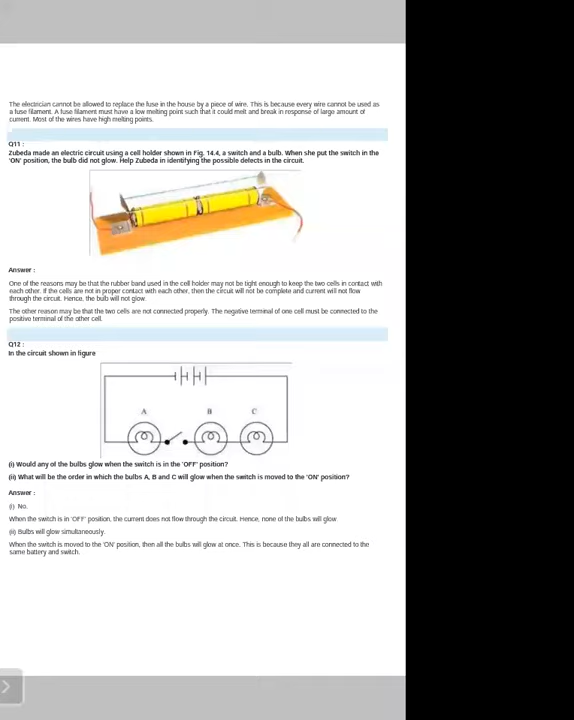 The electrician cannot be allowed to replace the fuse in the house by a piece of wire. This is because every wire cannot be used as
a fuse filament. A fuse filament must have a low melting point such that it could melt and break in response of large amount of
current. Most of the wires have high melting points.
Q11 :
Zubeda made an electric circuit using a cell holder shown in Fig. 14.4, a switch and a bulb. When she put the switch in the
'ON' position, the bulb did not glow. Help Zubeda in identifying the possible defects in the circuit.
Answer :
One of the reasons may be that the rubber band used in the cell holder may not be tight enough to keep the two cells in contact with
each other. If the cells are not in proper contact with each other, then the circuit will not be complete and current will not flow
through the circuit. Hence, the bulb will not glow.
The other reason may be that the two cells are not connected properly. The negative terminal of one cell must be connected to the
positive terminal of the other cell.
Q12 :
In the circuit shown in figure
A B C
(i) Would any of the bulbs glow when the switch is in the 'OFF' position?
(ii) What will be the order in which the bulbs A, B and C will glow when the switch is moved to the 'ON' position?
Answer :
(i) No.
When the switch is in 'OFF' position, the current does not flow through the circuit. Hence, none of the bulbs will glow.
(ii) Bulbs will glow simultaneously.
When the switch is moved to the 'ON' position, then all the bulbs will glow at once. This is because they all are connected to the
same battery and switch.